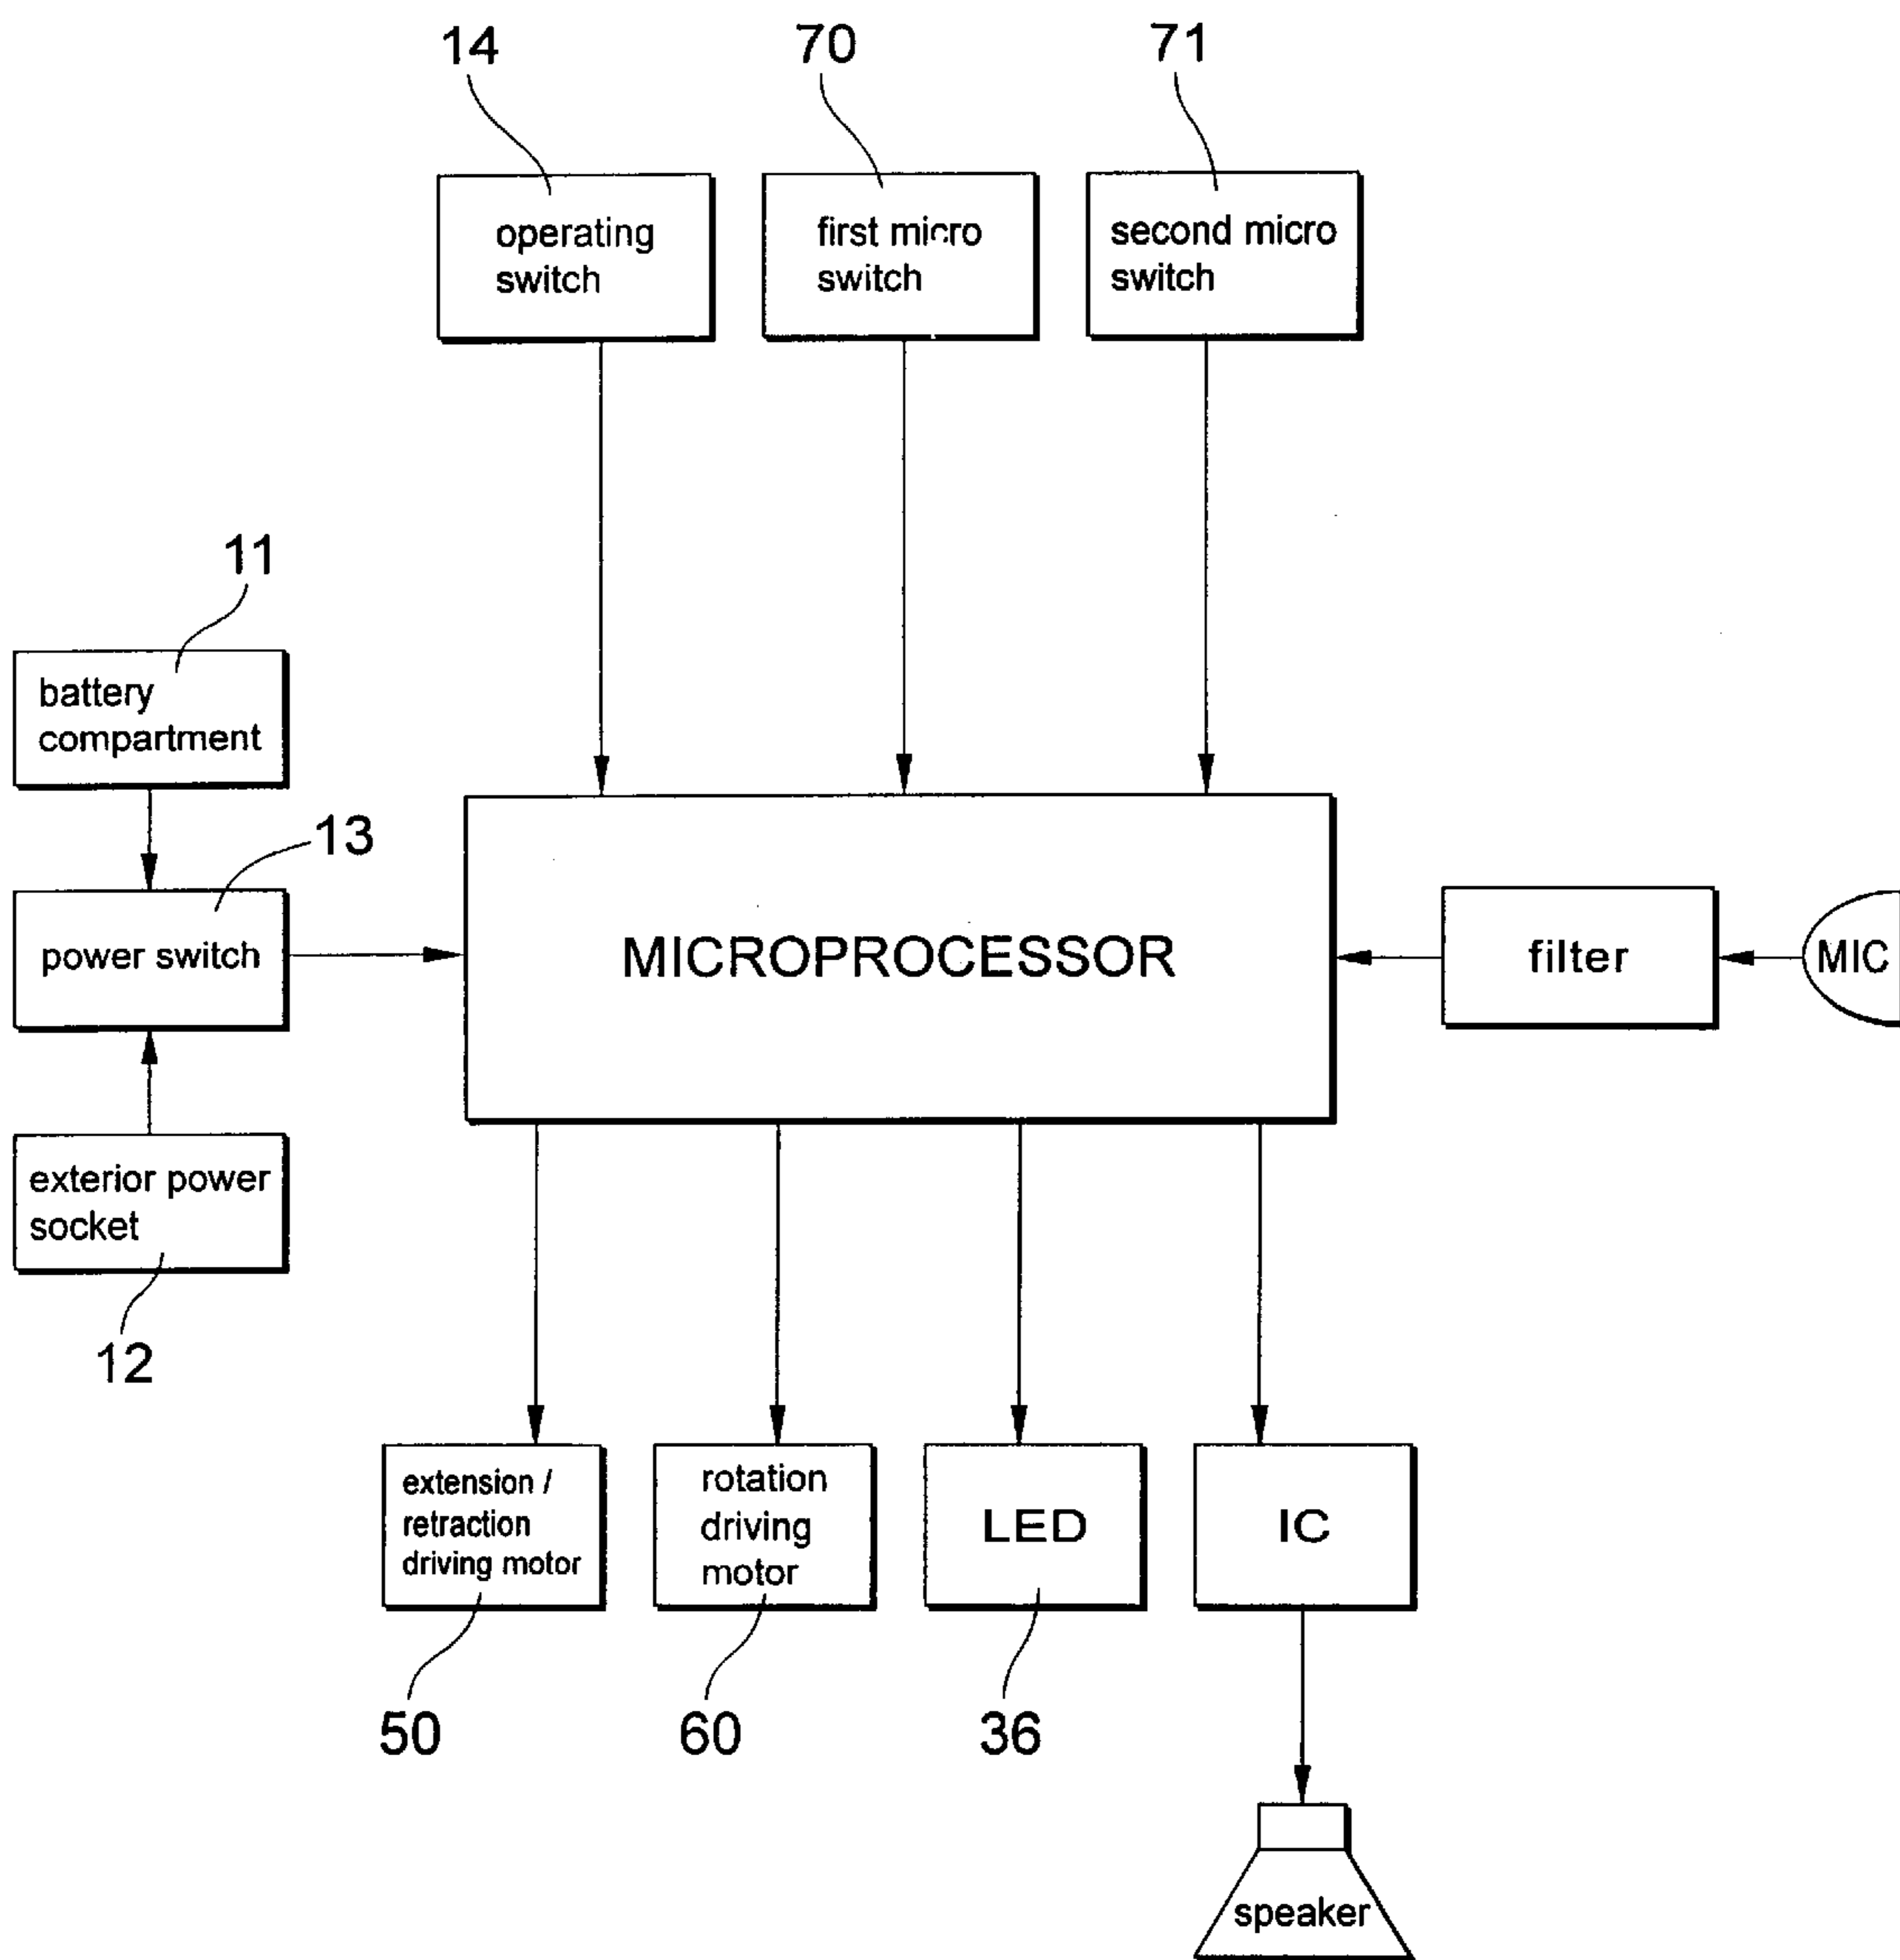 14
70
71
operating
switch
first micro
switch
second micro
switch
11
battery
compartment
13
power switch
MICROPROCESSOR
filter
MIC
exterior power
socket
12
extension /
retraction
driving motor
rotation
driving
motor
LED
IC
50
60
36
speaker